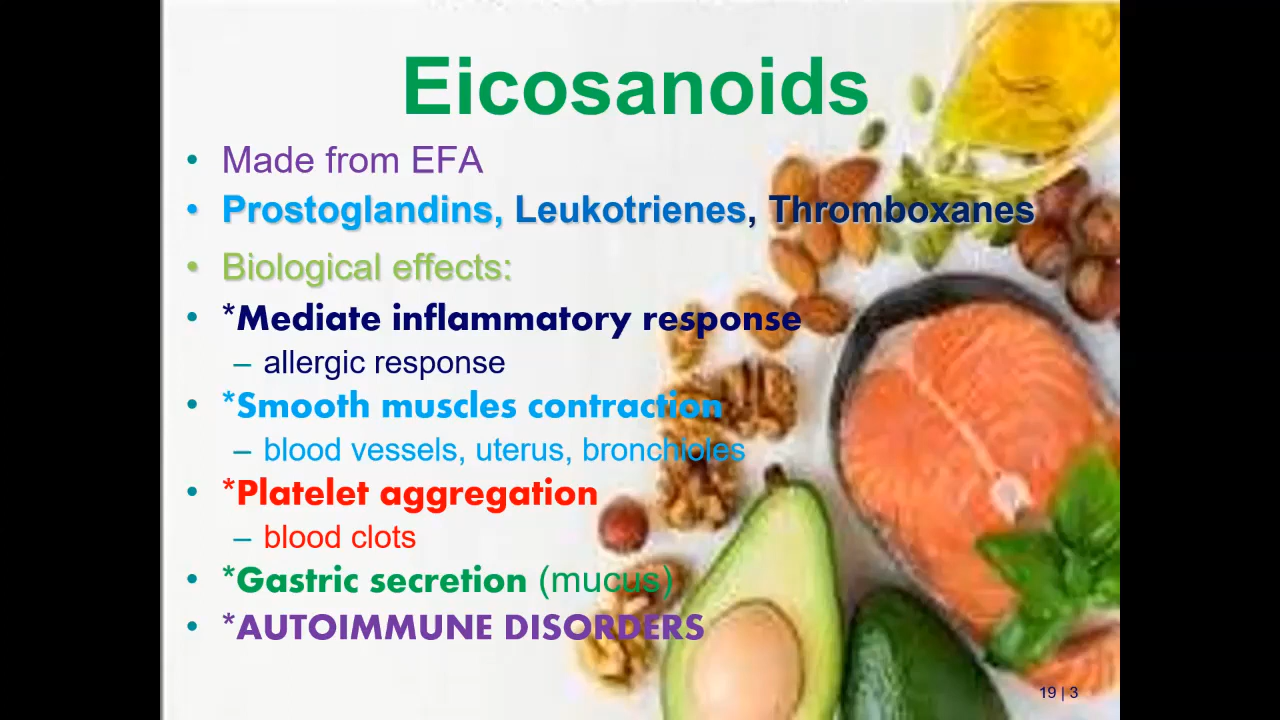 Eicosanoids
• Made from EFA
• Prostoglandins, Leukotrienes, Thromboxanes
• Biological effects:
• *Mediate inflammatory response
– allergic response
• *Smooth muscles contraction
– blood vessels, uterus, bronchioles
• *Platelet aggregation
– blood clots
• *Gastric secretion (mucus)
• *AUTOIMMUNE DISORDERS
19 | 3